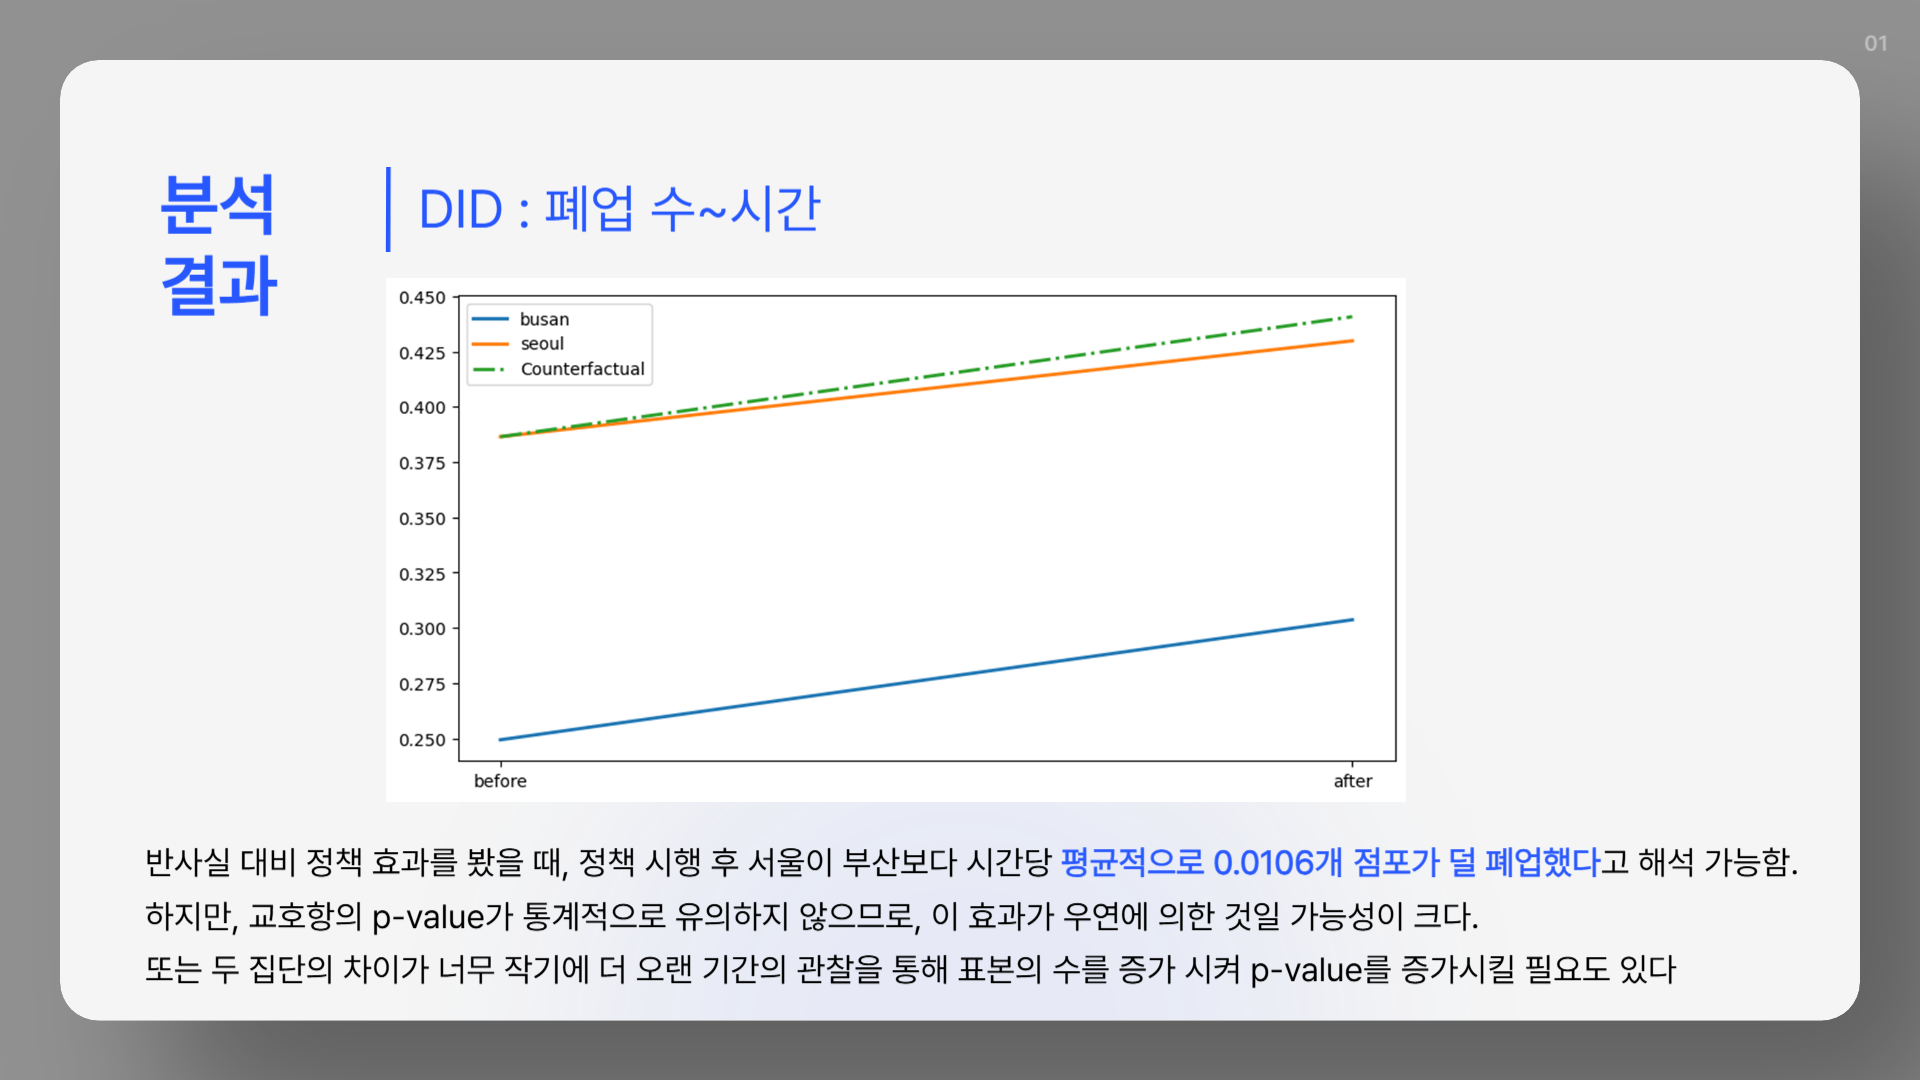 01
분석
결과
DID : 폐업 수~시간
0.450
0.425
0.400
0.375
0.350
0.325
0.300
0.275
0.250
busan
seoul
Counterfactual
before after
반사실 대비 정책 효과를 봤을 때, 정책 시행 후 서울이 부산보다 시간당 평균적으로 0.0106개 점포가 덜 폐업했다고 해석 가능함.
하지만, 교호항의 p-value가 통계적으로 유의하지 않으므로, 이 효과가 우연에 의한 것일 가능성이 크다.
또는 두 집단의 차이가 너무 작기에 더 오랜 기간의 관찰을 통해 표본의 수를 증가 시켜 p-value를 증가시킬 필요도 있다